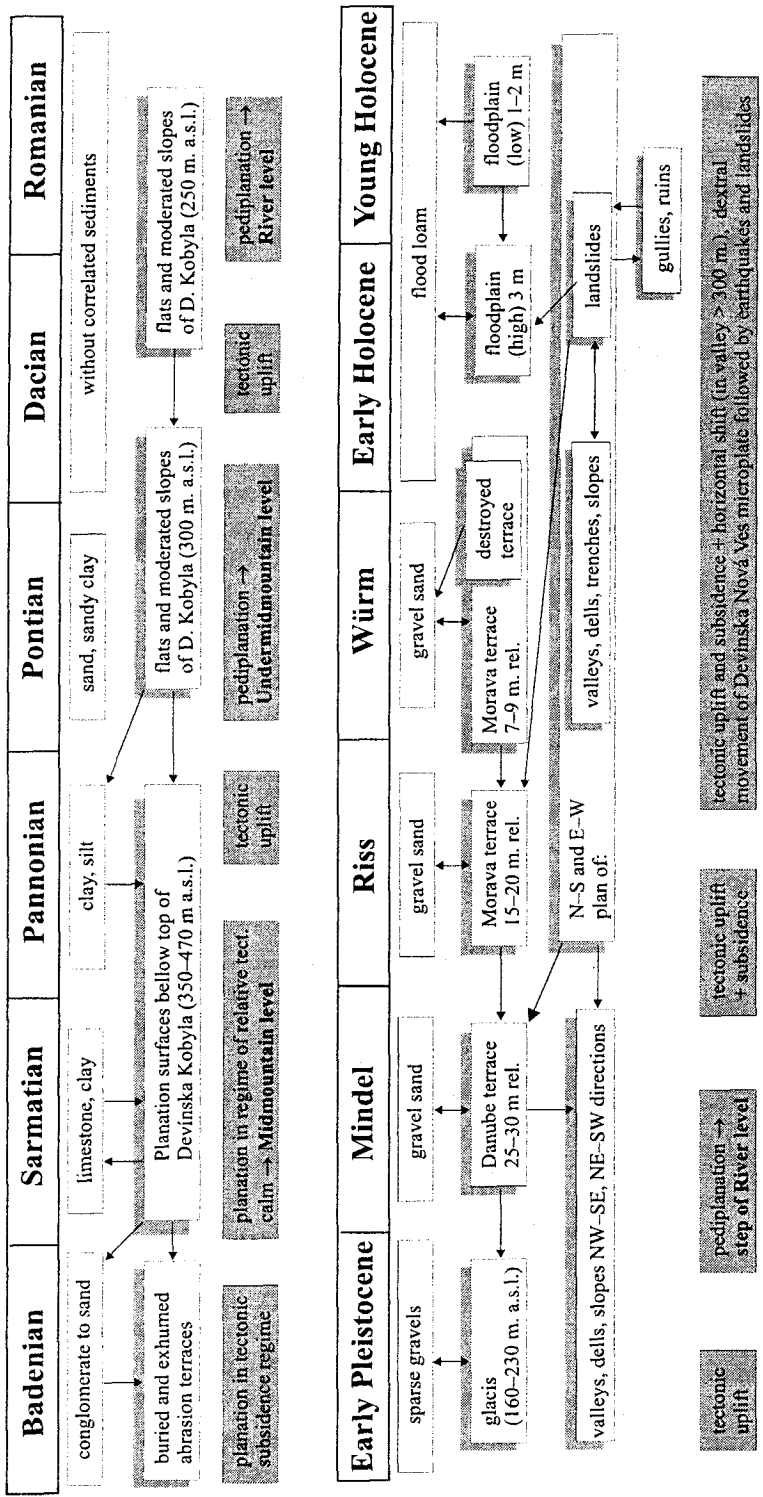 Badenian
Sarmatian
Pannonian
Pontian
Dacian
Romanian
conglomerate to sand
limestone, clay
clay, silt
sand, sandy clay
without correlated sediments
buried and exhumed
abrasion terraces
Planation surfaces bellow top of
Devínska Kobyla (350–470 m a.s.l.)
flats and moderated slopes
of D. Kobyla (300 m. a.s.l.)
flats and moderated slopes
of D. Kobyla (250 m. a.s.l.)
planation in tectonic
subsidence regime
planation in regime of relative tect.
calm → Midmountain level
tectonic
uplift
pediplanation →
Undermidmountain level
tectonic
uplift
pediplanation →
River level
Early Pleistocene
Mindel
Riss
Würm
Early Holocene
Young Holocene
sparse gravels
gravel sand
gravel sand
gravel sand
flood loam
glacis
(160–230 m. a.s.l.)
Danube terrace
25–30 m rel.
Morava terrace
15–20 m. rel.
Morava terrace
7–9 m. rel.
destroyed
terrace
floodplain
(high) 3 m
floodplain
(low) 1–2 m
valleys, dells, slopes NW–SE, NE–SW directions
N–S and E–W
plan of:
valleys, dells, trenches, slopes
landslides
gullies, ruins
tectonic
uplift
pediplanation →
step of River level
tectonic uplift
+ subsidence
tectonic uplift and subsidence + horizontal shift (in valley > 300 m.), dextral
movement of Devínska Nová Ves microplate followed by earthquakes and landslides